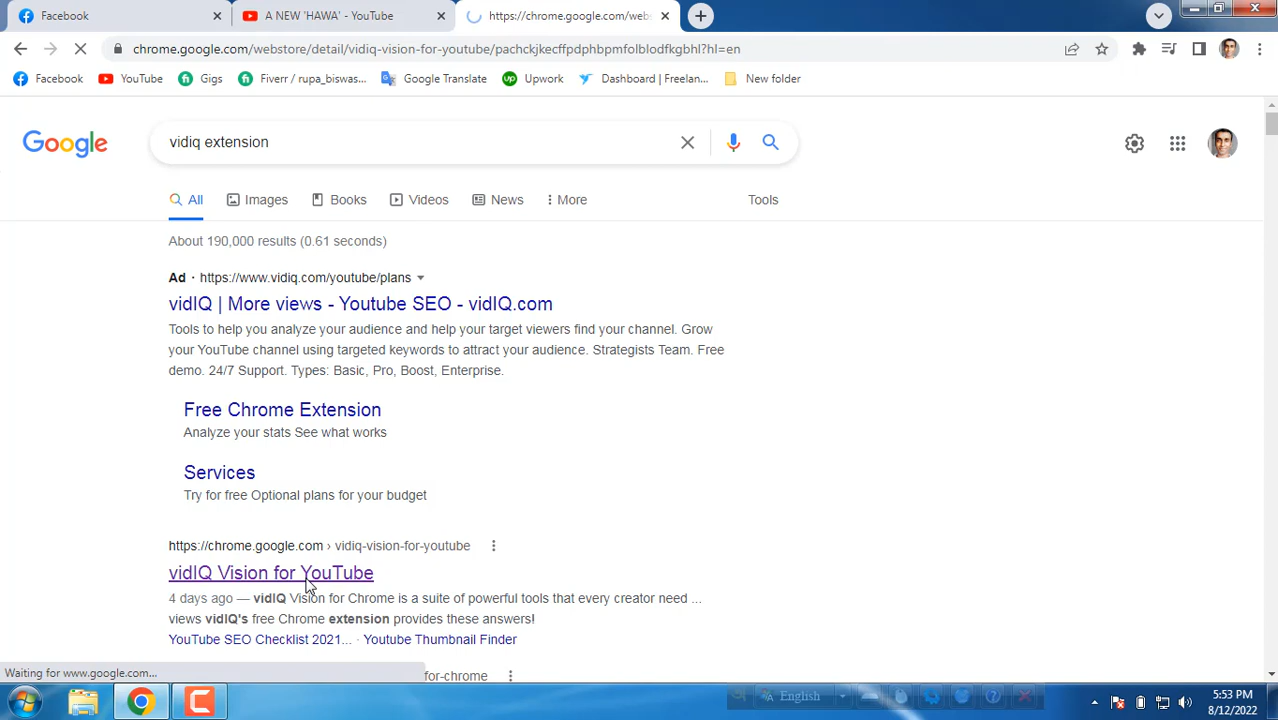 Facebook
A NEW 'HAWA' - YouTube
https://chrome.google.com/webs
chrome.google.com/webstore/detail/vidiq-vision-for-youtube/pachckjkecffpdphbpmfolblodfkgbhl?hl=en
Facebook
YouTube
Gigs
Fiverr / rupa_biswas...
Google Translate
Upwork
Dashboard | Freelan...
New folder
Google
vidiq extension
All
Images
Books
Videos
News
More
Tools
About 190,000 results (0.61 seconds)
Ad · https://www.vidiq.com/youtube/plans
vidIQ | More views - Youtube SEO - vidIQ.com
Tools to help you analyze your audience and help your target viewers find your channel. Grow
your YouTube channel using targeted keywords to attract your audience. Strategists Team. Free
demo. 24/7 Support. Types: Basic, Pro, Boost, Enterprise.
Free Chrome Extension
Analyze your stats See what works
Services
Try for free Optional plans for your budget
https://chrome.google.com › vidiq-vision-for-youtube
vidIQ Vision for YouTube
4 days ago — vidIQ Vision for Chrome is a suite of powerful tools that every creator need ...
views vidIQ's free Chrome extension provides these answers!
YouTube SEO Checklist 2021... · Youtube Thumbnail Finder
Waiting for www.google.com...
for-chrome
English
5:53 PM
8/12/2022